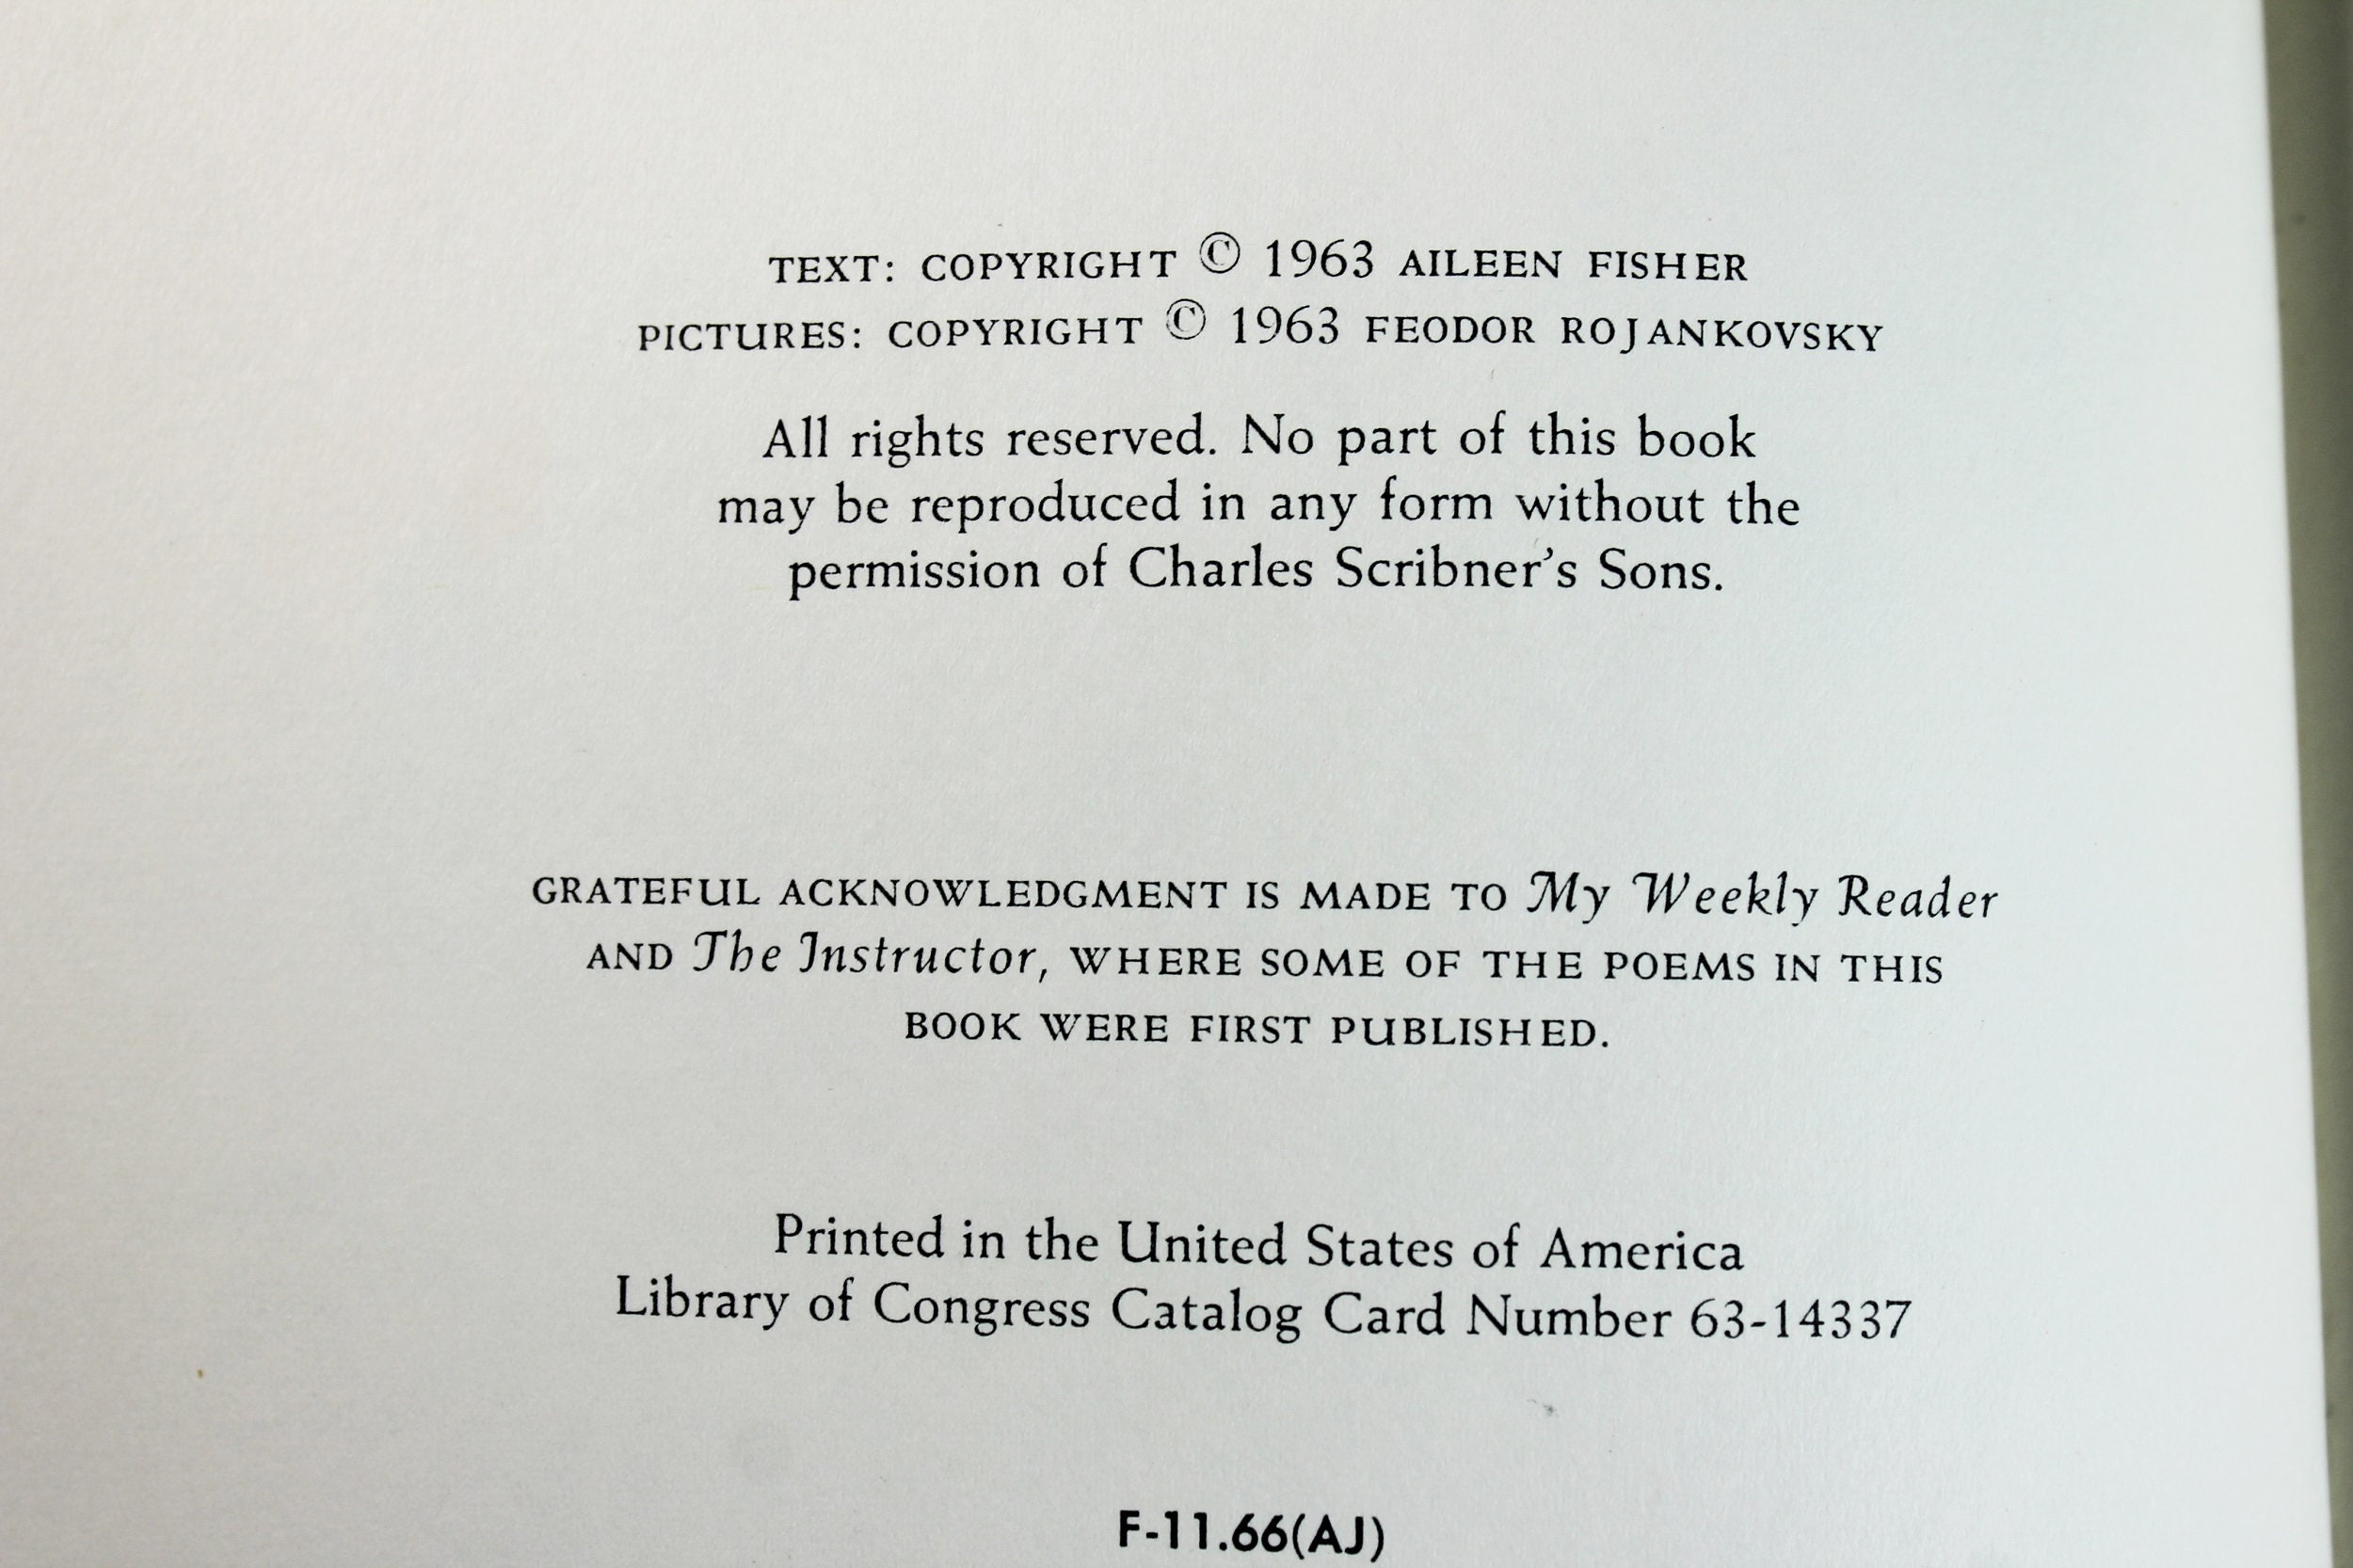 TEXT: COPYRIGHT © 1963 AILEEN FISHER
PICTURES: COPYRIGHT © 1963 FEODOR ROJANKOVSKY
All rights reserved. No part of this book
may be reproduced in any form without the
permission of Charles Scribner's Sons.
GRATEFUL ACKNOWLEDGMENT IS MADE TO My Weekly Reader
AND The Instructor, WHERE SOME OF THE POEMS IN THIS
BOOK WERE FIRST PUBLISHED.
Printed in the United States of America
Library of Congress Catalog Card Number 63-14337
F-11.66(AJ)